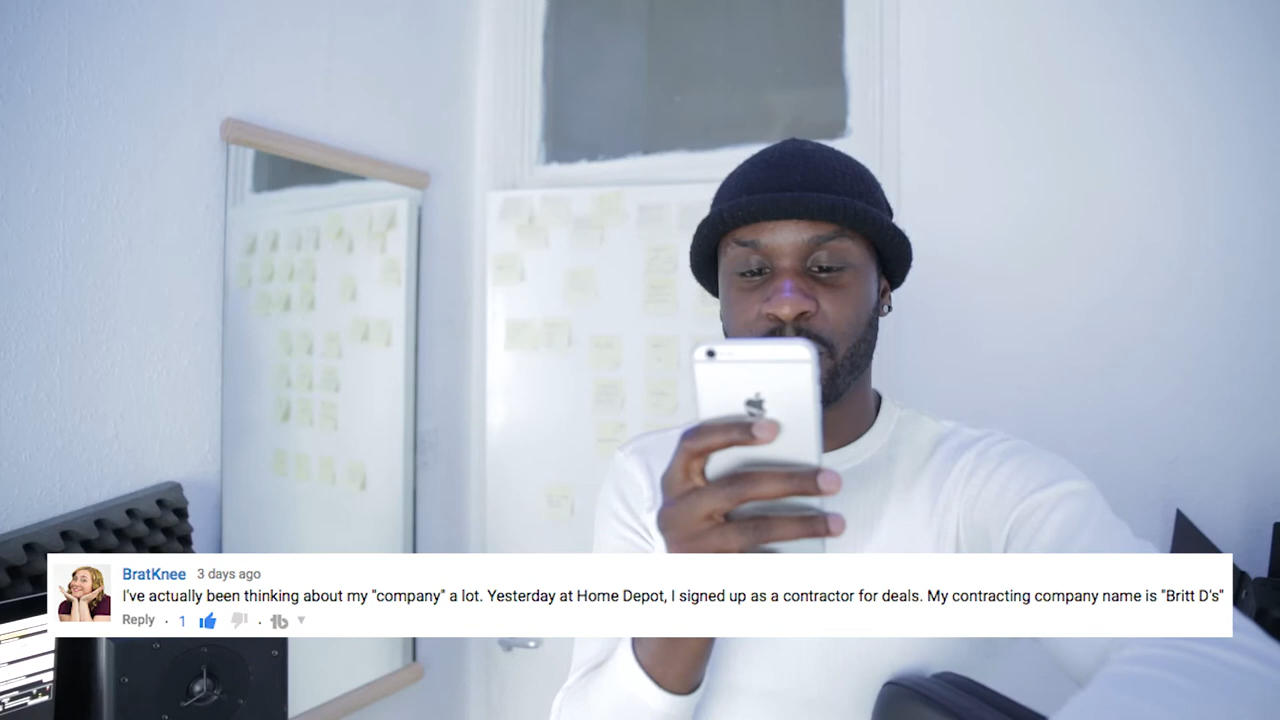 BratKnee 3 days ago
I've actually been thinking about my "company" a lot. Yesterday at Home Depot, I signed up as a contractor for deals. My contracting company name is "Britt D's"
Reply · 1 · tb